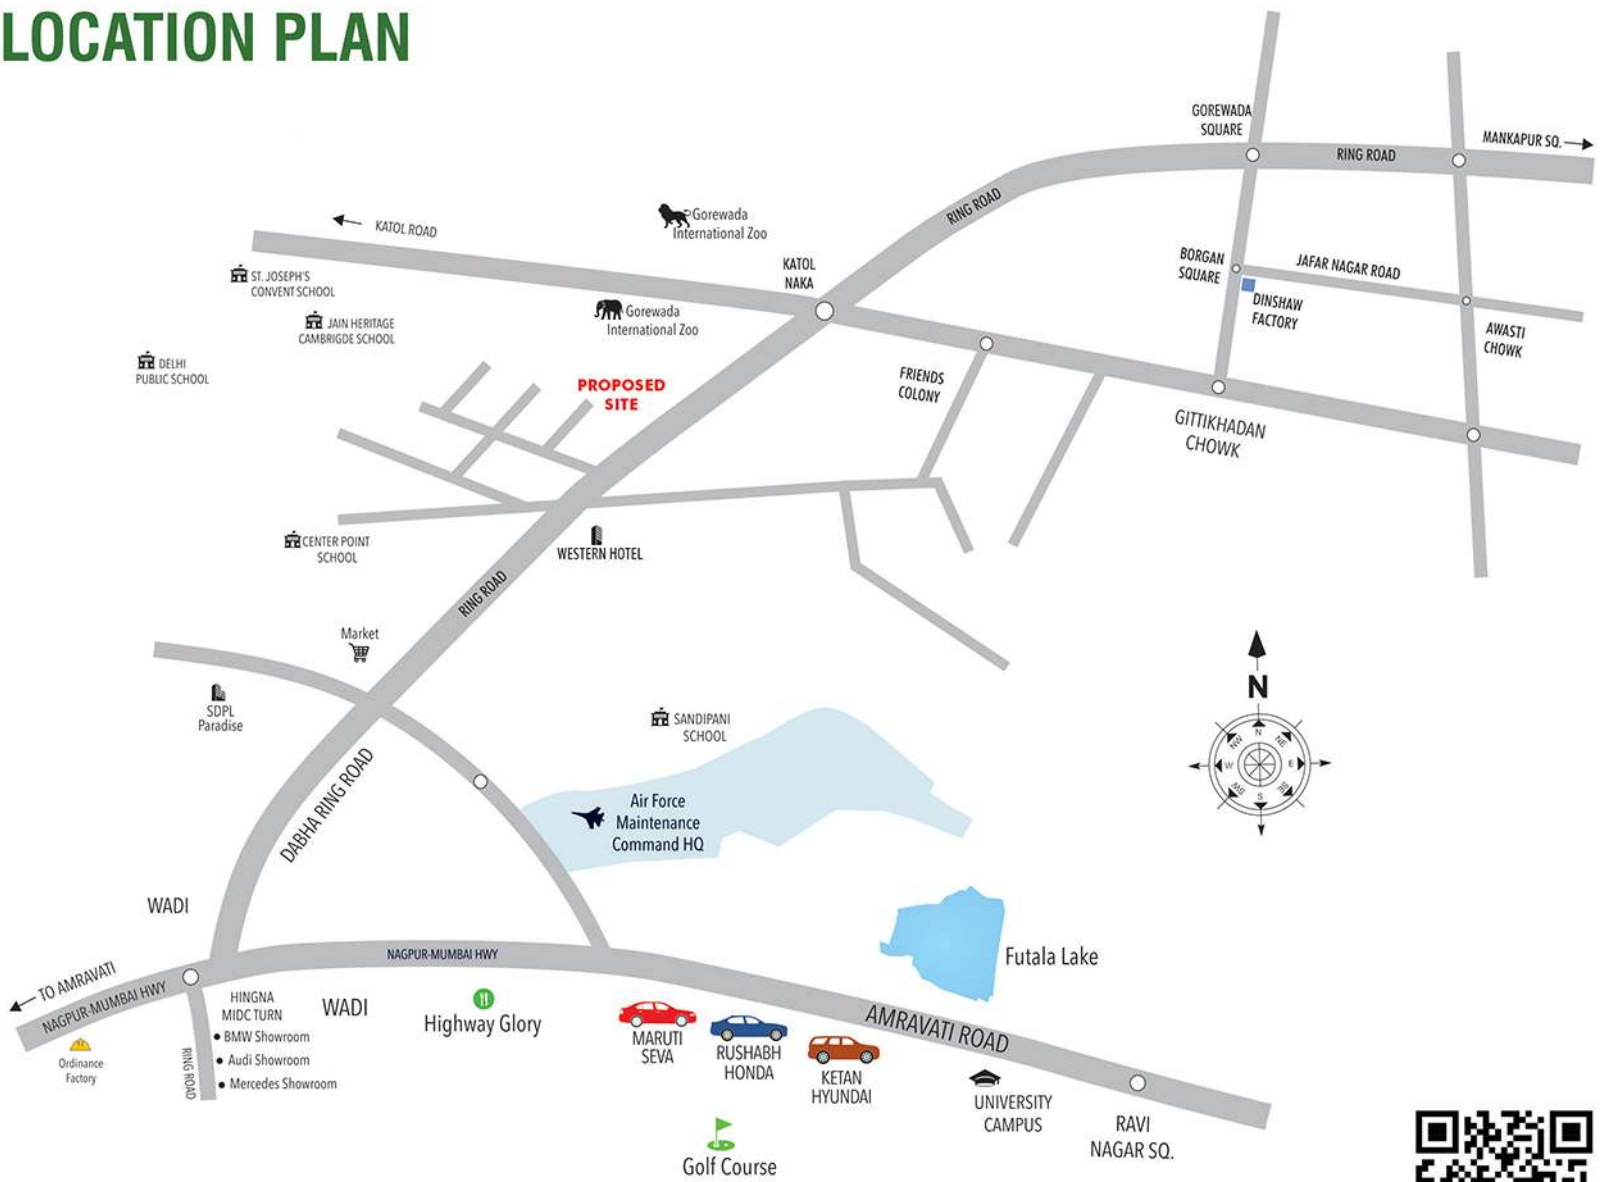 LOCATION PLAN
GOREWADA
SQUARE
MANKAPUR SQ.
RING ROAD
RING ROAD
KATOL ROAD
Gorewada
International Zoo
KATOL
NAKA
BORGAN
SQUARE
JAFAR NAGAR ROAD
ST. JOSEPH'S
CONVENT SCHOOL
JAIN HERITAGE
CAMBRIGDE SCHOOL
Gorewada
International Zoo
DINSHAW
FACTORY
AWASTI
CHOWK
DELHI
PUBLIC SCHOOL
PROPOSED
SITE
FRIENDS
COLONY
GITTIKHADAN
CHOWK
CENTER POINT
SCHOOL
WESTERN HOTEL
RING ROAD
Market
SDPL
Paradise
SANDIPANI
SCHOOL
N
N
NE
E
SE
S
SW
W
NW
DABHA RING ROAD
Air Force
Maintenance
Command HQ
WADI
NAGPUR-MUMBAI HWY
Futala Lake
TO AMRAVATI
NAGPUR-MUMBAI HWY
HINGNA
MIDC TURN
WADI
BMW Showroom
Audi Showroom
Mercedes Showroom
RING ROAD
Ordinance
Factory
Highway Glory
MARUTI
SEVA
RUSHABH
HONDA
KETAN
HYUNDAI
AMRAVATI ROAD
UNIVERSITY
CAMPUS
RAVI
NAGAR SQ.
Golf Course